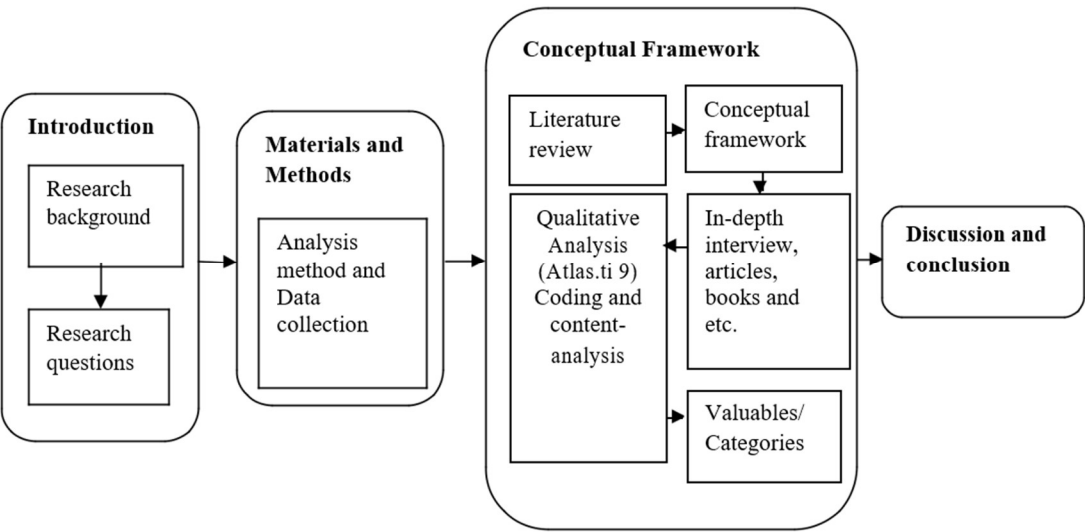 Introduction
Research
background
Research
questions
Materials and
Methods
Analysis
method and
Data
collection
Conceptual Framework
Literature
review
Conceptual
framework
Qualitative
Analysis
(Atlas.ti 9)
Coding and
content-
analysis
In-depth
interview,
articles,
books and
etc.
Valuables/
Categories
Discussion and
conclusion